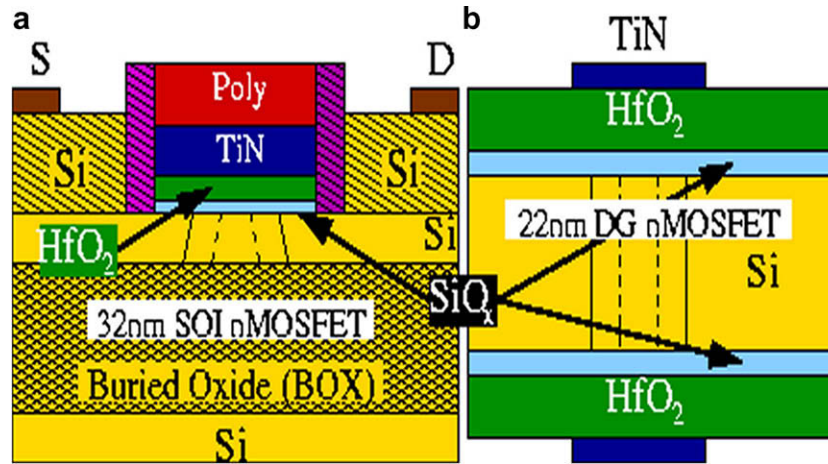 a
S
D
Poly
TiN
Si
Si
HfO₂
Si
SiOₓ
32nm SOI nMOSFET
Buried Oxide (BOX)
Si
b
TiN
HfO₂
22nm DG nMOSFET
Si
HfO₂